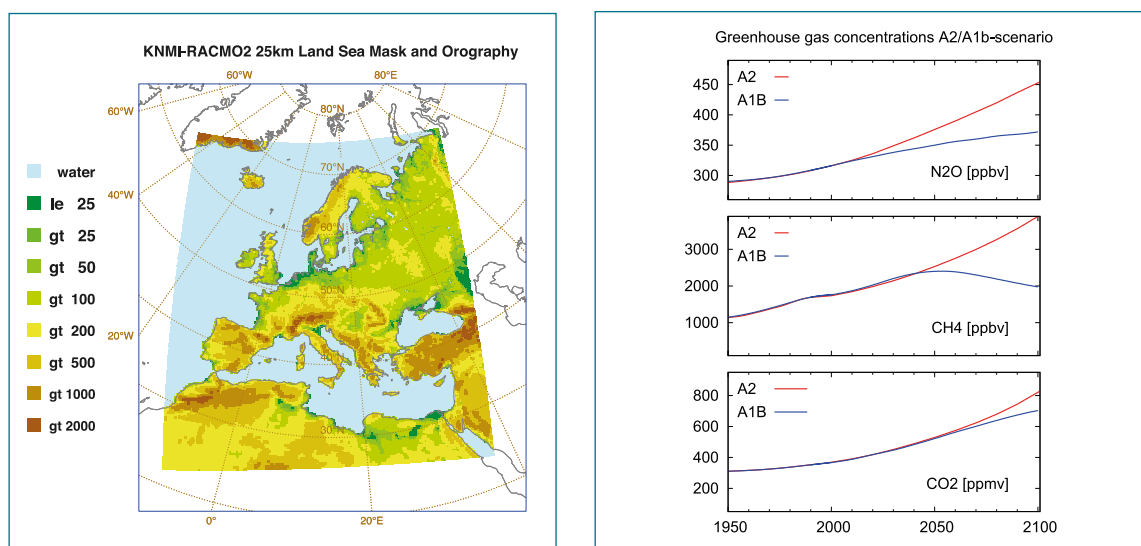 KNMI-RACMO2 25km Land Sea Mask and Orography
60°W
80°E
60°W
80°N
70°N
40°W
60°N
50°N
20°W
40°N
30°N
0°
20°E
water
le 25
gt 25
gt 50
gt 100
gt 200
gt 500
gt 1000
gt 2000
Greenhouse gas concentrations A2/A1b-scenario
A2
A1B
450
400
350
300
N2O [ppbv]
A2
A1B
3000
2000
1000
CH4 [ppbv]
A2
A1B
800
600
400
200
CO2 [ppmv]
1950 2000 2050 2100